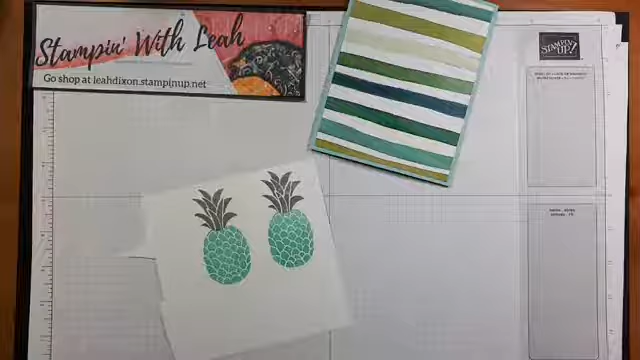 Stampin' With Leah
Go shop at leahdixon.stampinup.net
STAMPIN'
UP!